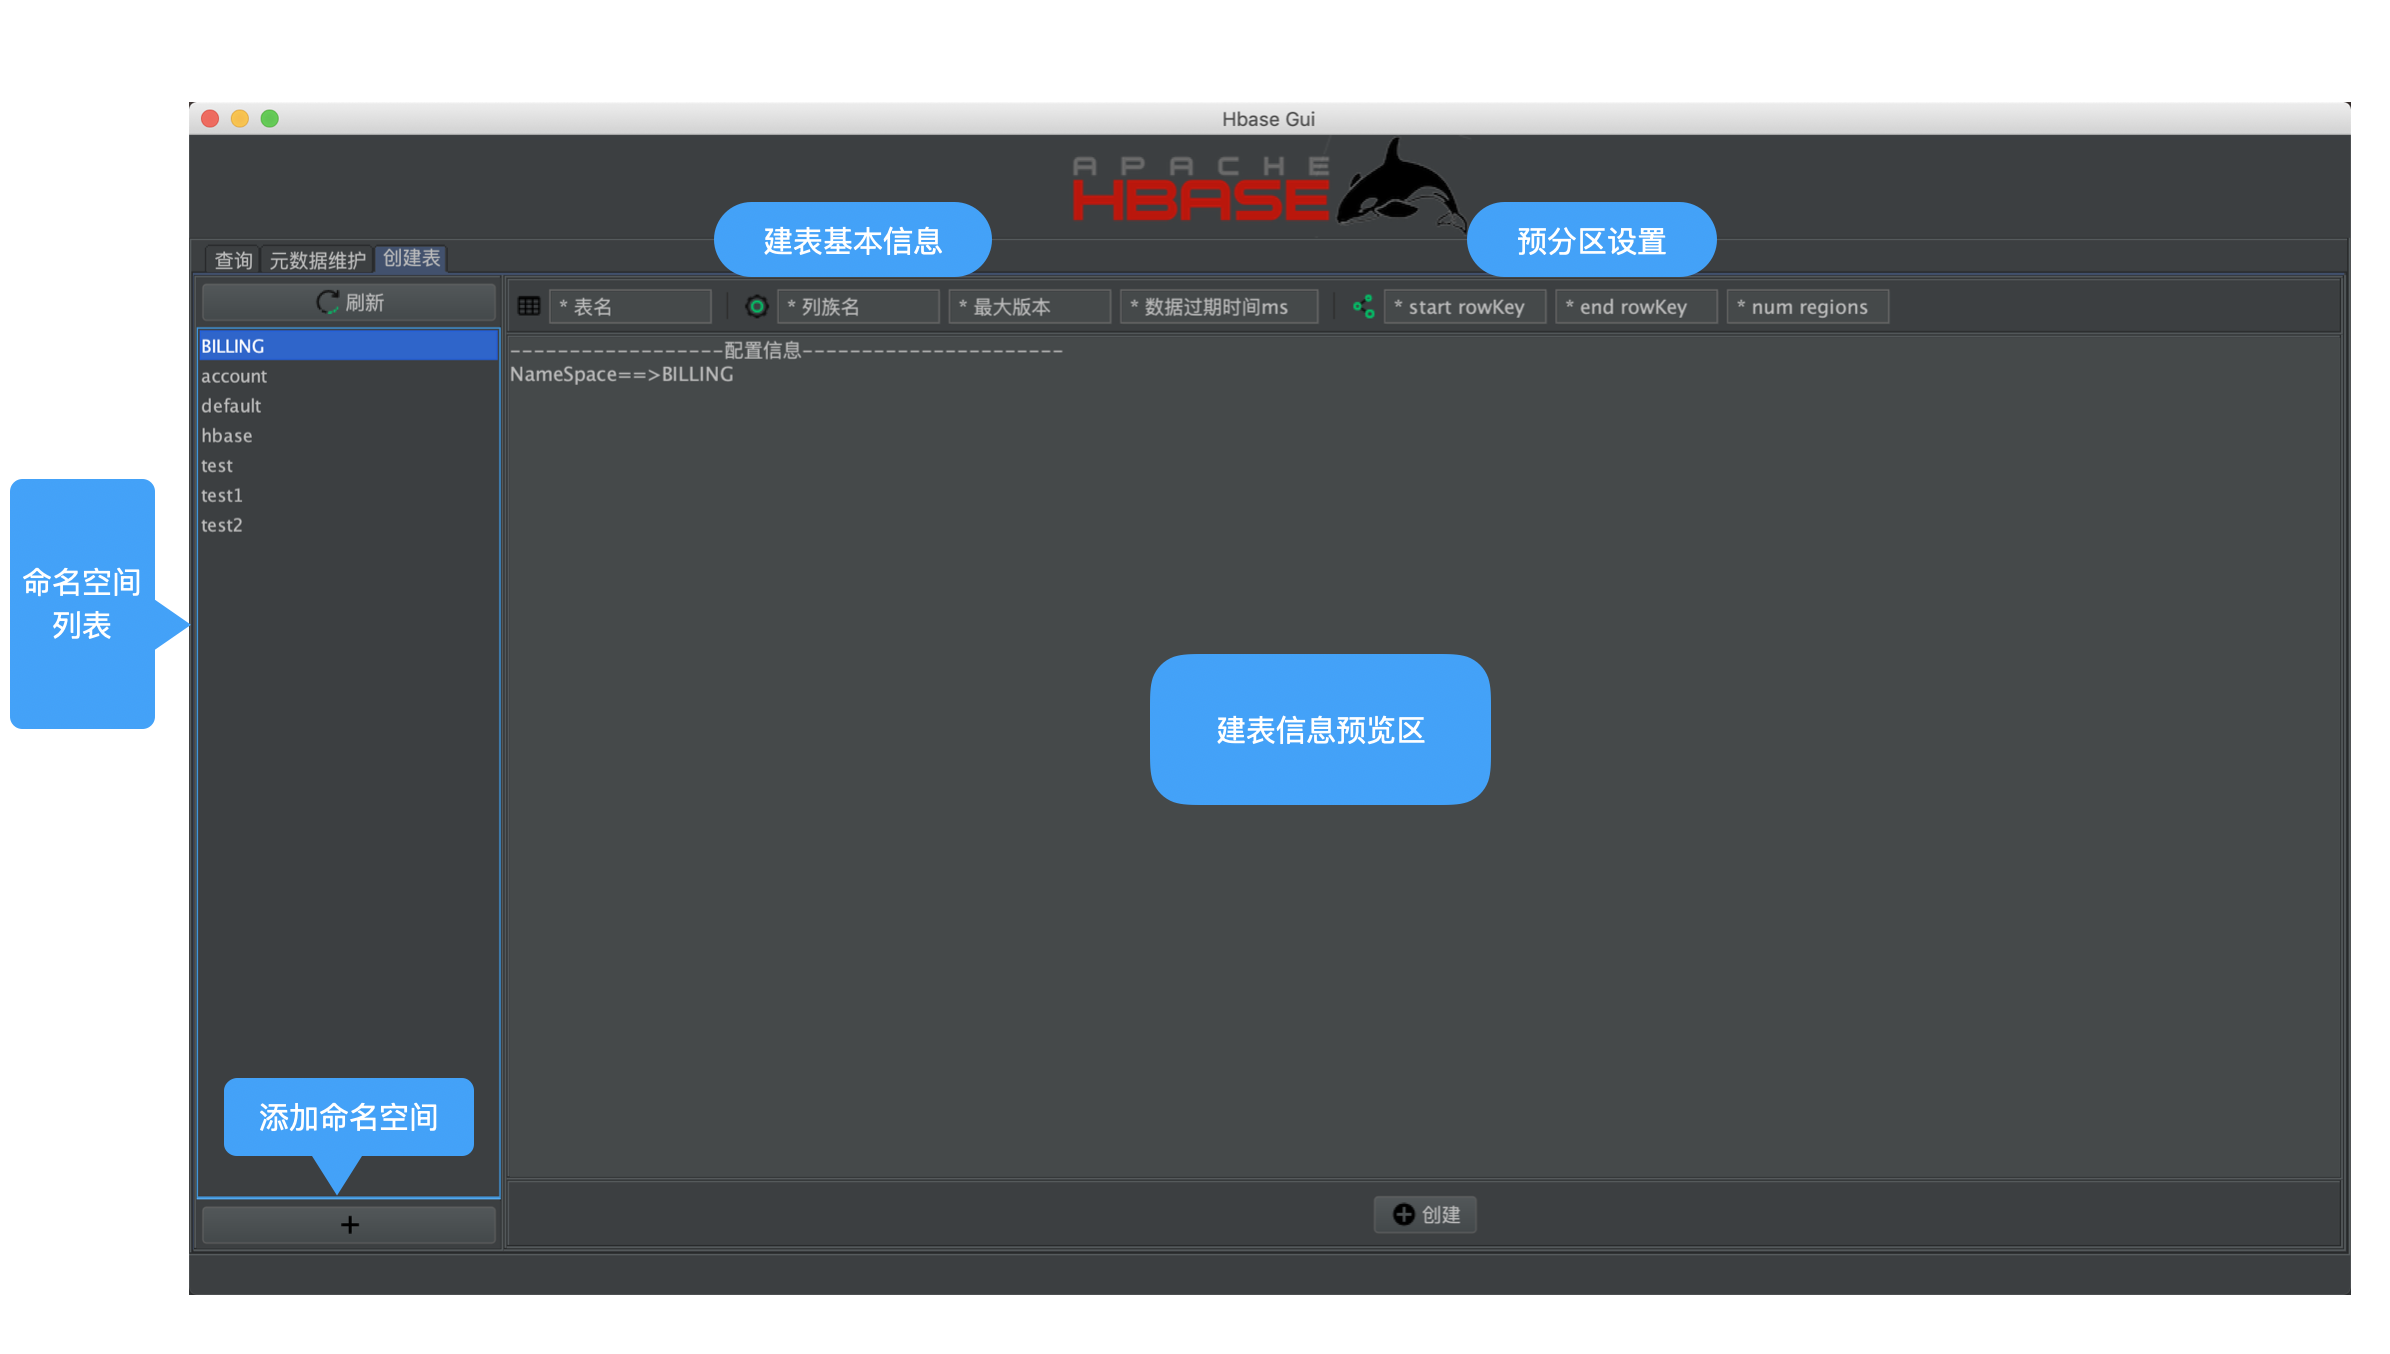 Hbase Gui
APACHE
HBASE
建表基本信息
预分区设置
查询 元数据维护 创建表
刷新
* 表名 * 列族名 * 最大版本 * 数据过期时间ms * start rowKey * end rowKey * num regions
BILLING
account
default
hbase
test
test1
test2
------------------配置信息----------------------
NameSpace==>BILLING
命名空间
列表
建表信息预览区
添加命名空间
+
创建